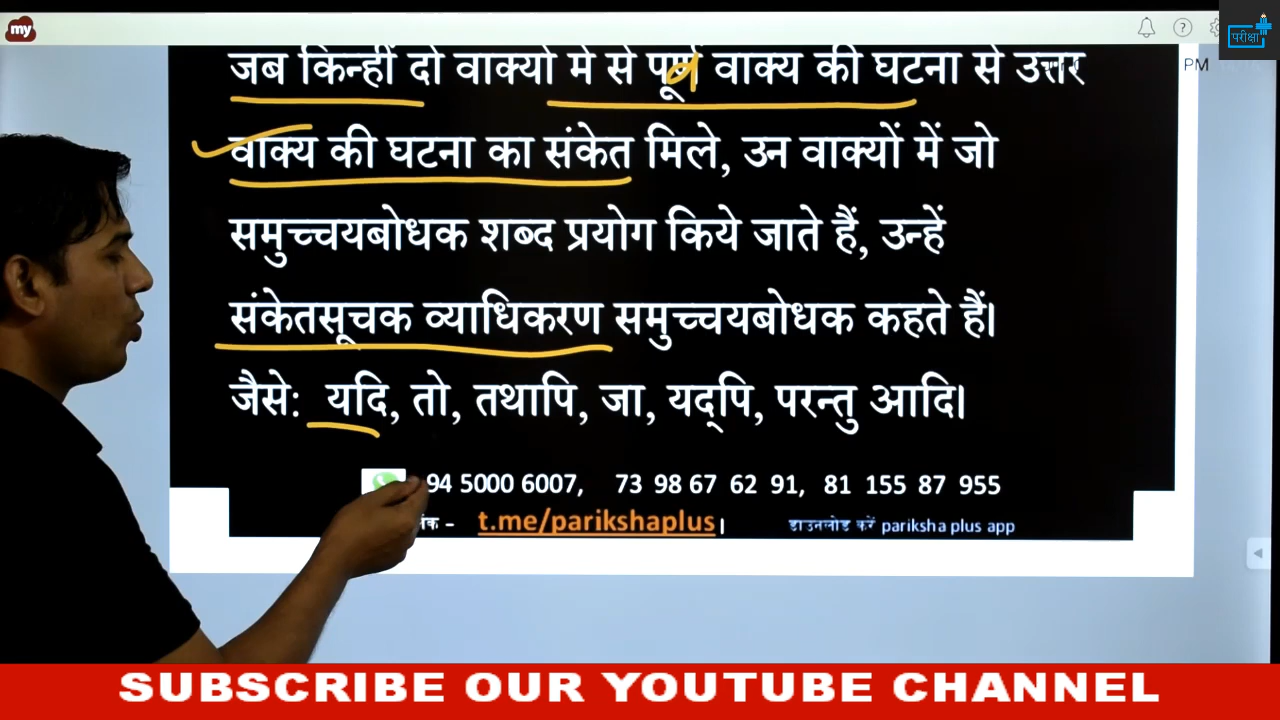 my
परीक्षा
जब किन्हीं दो वाक्यो मे से पूर्व वाक्य की घटना से उत्तर
PM
वाक्य की घटना का संकेत मिले, उन वाक्यों में जो
समुच्चयबोधक शब्द प्रयोग किये जाते हैं, उन्हें
संकेतसूचक व्याधिकरण समुच्चयबोधक कहते हैं।
जैसे: यदि, तो, तथापि, जा, यद्पि, परन्तु आदि।
94 5000 6007, 73 98 67 62 91, 81 155 87 955
t.me/parikshaplus। डाउनलोड करें pariksha plus app
SUBSCRIBE OUR YOUTUBE CHANNEL